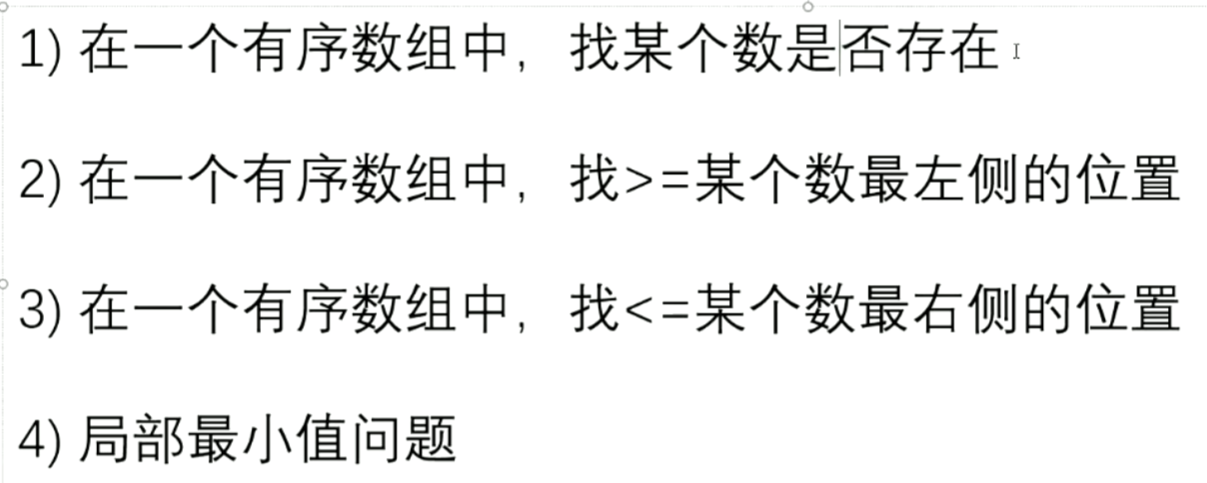 1) 在一个有序数组中，找某个数是否存在
2) 在一个有序数组中，找>=某个数最左侧的位置
3) 在一个有序数组中，找<=某个数最右侧的位置
4) 局部最小值问题